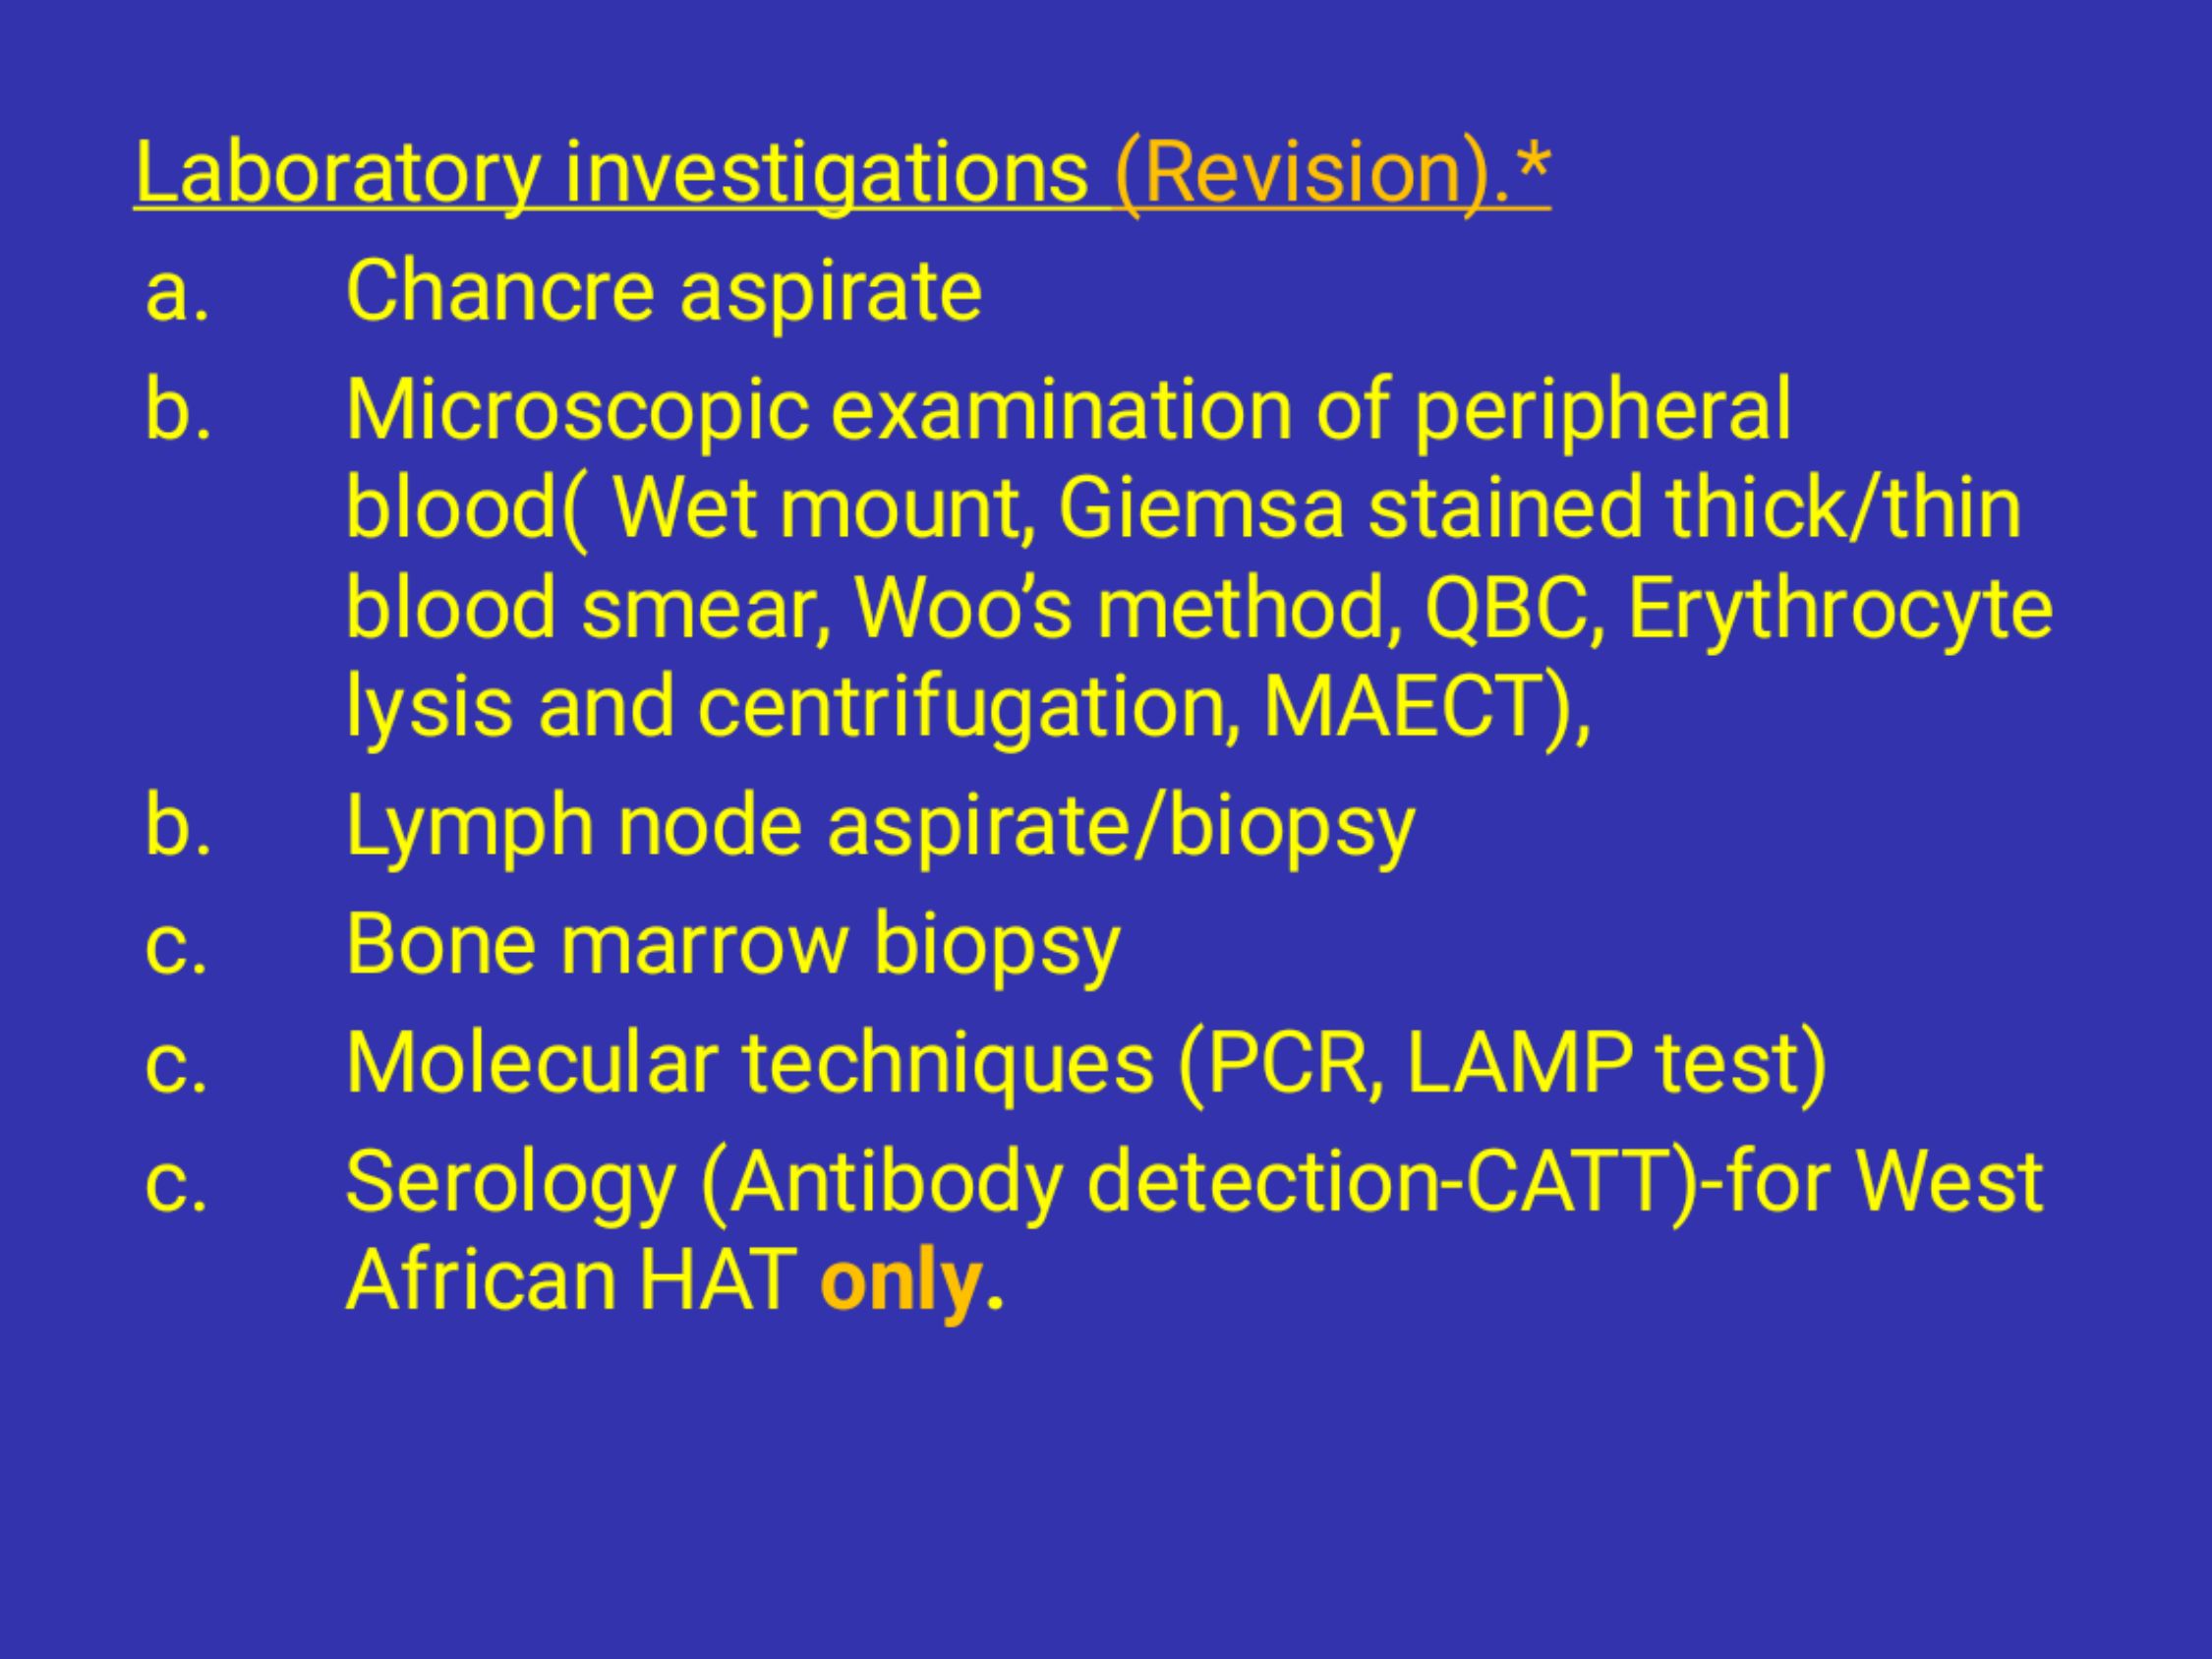 Laboratory investigations (Revision).*
a. Chancre aspirate
b. Microscopic examination of peripheral
blood( Wet mount, Giemsa stained thick/thin
blood smear, Woo’s method, QBC, Erythrocyte
lysis and centrifugation, MAECT),
b. Lymph node aspirate/biopsy
c. Bone marrow biopsy
c. Molecular techniques (PCR, LAMP test)
c. Serology (Antibody detection-CATT)-for West
African HAT only.